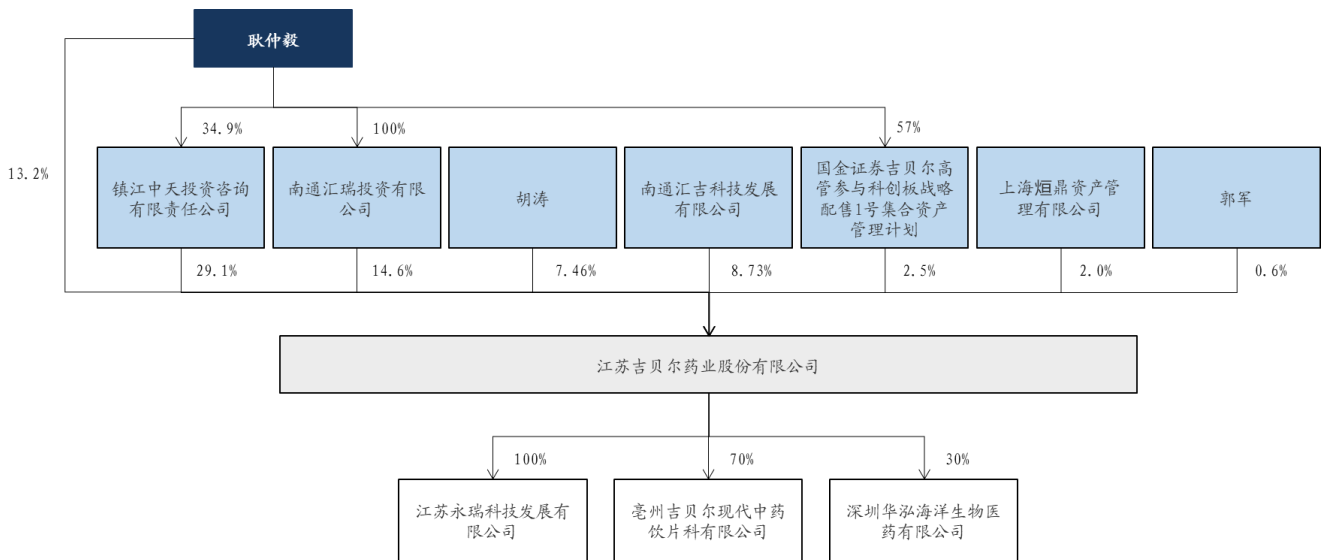 耿仲毅
34.9%
100%
57%
13.2%
镇江中天投资咨询
有限责任公司
南通汇瑞投资有限
公司
胡涛
南通汇吉科技发展
有限公司
国金证券吉贝尔高
管参与科创板战略
配售1号集合资产
管理计划
上海烜鼎资产管
理有限公司
郭军
29.1%
14.6%
7.46%
8.73%
2.5%
2.0%
0.6%
江苏吉贝尔药业股份有限公司
100%
70%
30%
江苏永瑞科技发展有
限公司
亳州吉贝尔现代中药
饮片科有限公司
深圳华泓海洋生物医
药有限公司